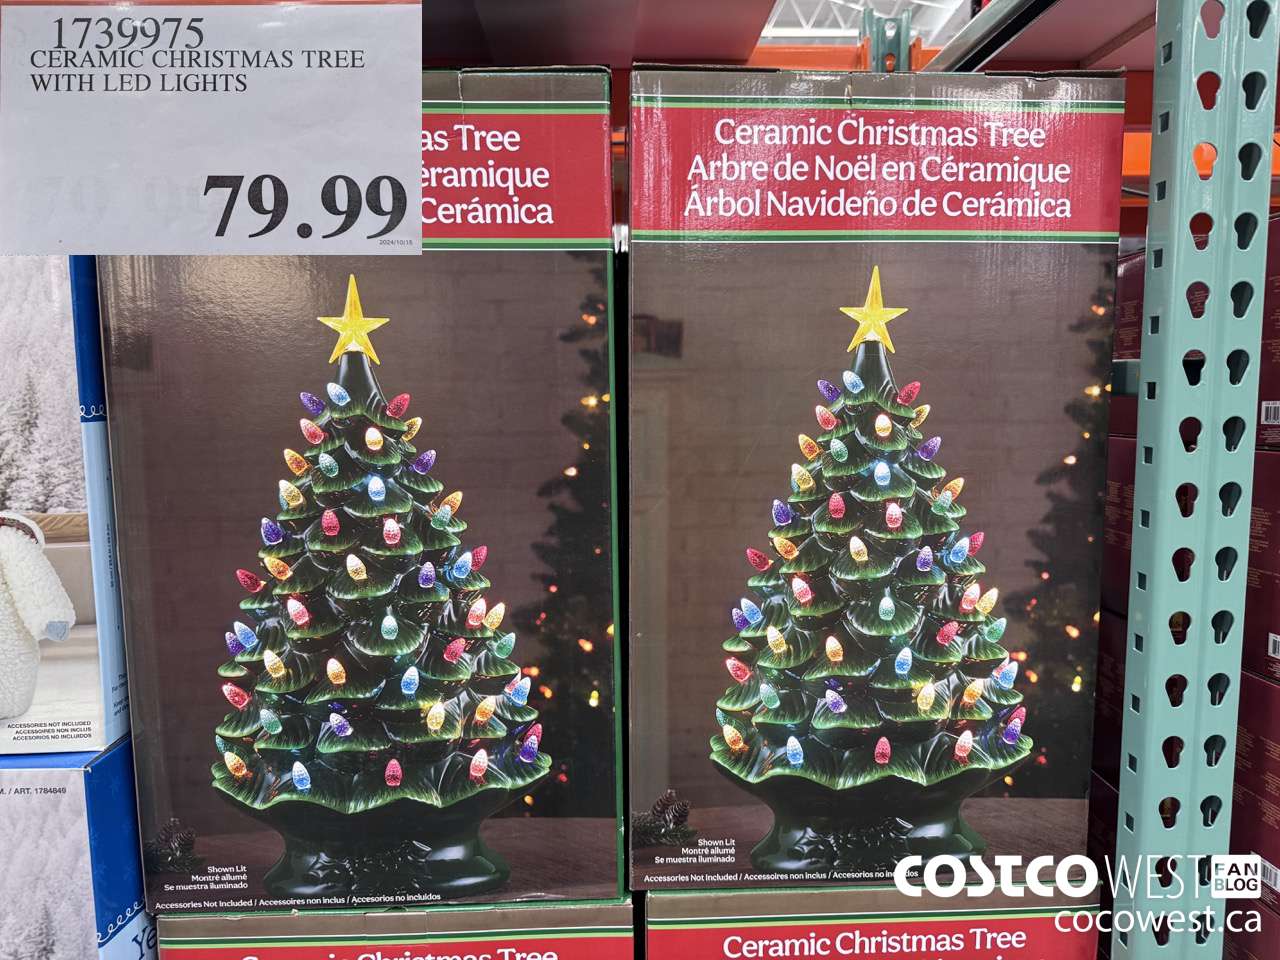 1739975
CERAMIC CHRISTMAS TREE
WITH LED LIGHTS
79.99
2024/10/15
as Tree
éramique
Cerámica
Ceramic Christmas Tree
Arbre de Noël en Céramique
Árbol Navideño de Cerámica
ACCESSORIES NOT INCLUDED
ACCESSOIRES NON INCLUS
ACCESORIOS NO INCLUIDOS
M. / ART. 1784849
Shown Lit
Montré allumé
Se muestra iluminado
Accessories Not Included / Accessoires non inclus / Accesorios no incluidos
Shown Lit
Montré allumé
Se muestra iluminado
Accessories Not Included / Accessoires non inclus / Accesorios no incluidos
Ceramic Christmas Tree
Ceramic Christmas Tree
COSTCO WEST FAN BLOG
cocowest.ca